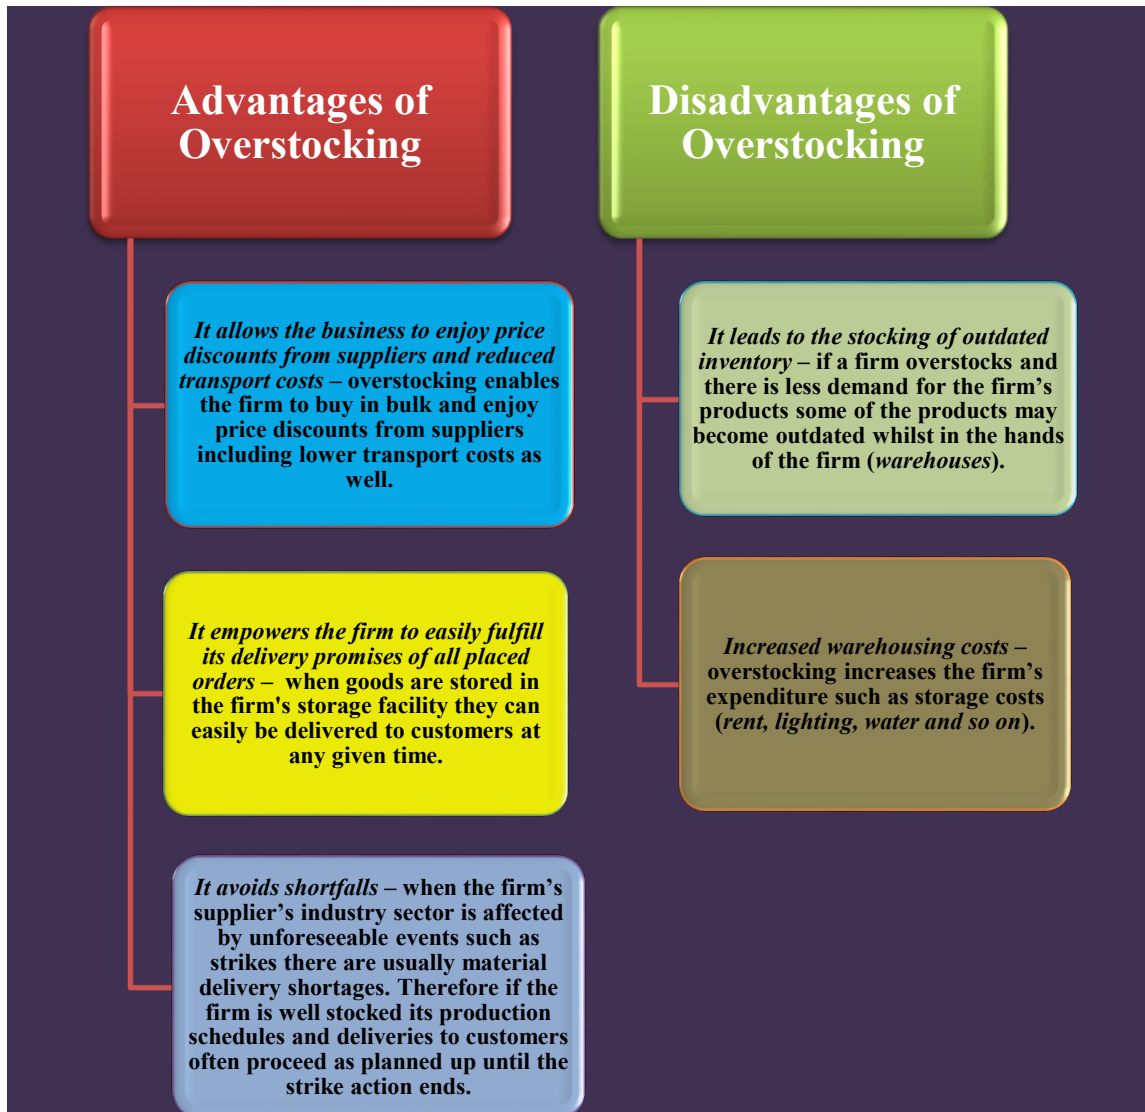 Advantages of
Overstocking
It allows the business to enjoy price
discounts from suppliers and reduced
transport costs – overstocking enables
the firm to buy in bulk and enjoy
price discounts from suppliers
including lower transport costs as
well.
It empowers the firm to easily fulfill
its delivery promises of all placed
orders – when goods are stored in
the firm's storage facility they can
easily be delivered to customers at
any given time.
It avoids shortfalls – when the firm’s
supplier’s industry sector is affected
by unforeseeable events such as
strikes there are usually material
delivery shortages. Therefore if the
firm is well stocked its production
schedules and deliveries to customers
often proceed as planned up until the
strike action ends.
Disadvantages of
Overstocking
It leads to the stocking of outdated
inventory – if a firm overstocks and
there is less demand for the firm’s
products some of the products may
become outdated whilst in the hands
of the firm (warehouses).
Increased warehousing costs –
overstocking increases the firm’s
expenditure such as storage costs
(rent, lighting, water and so on).